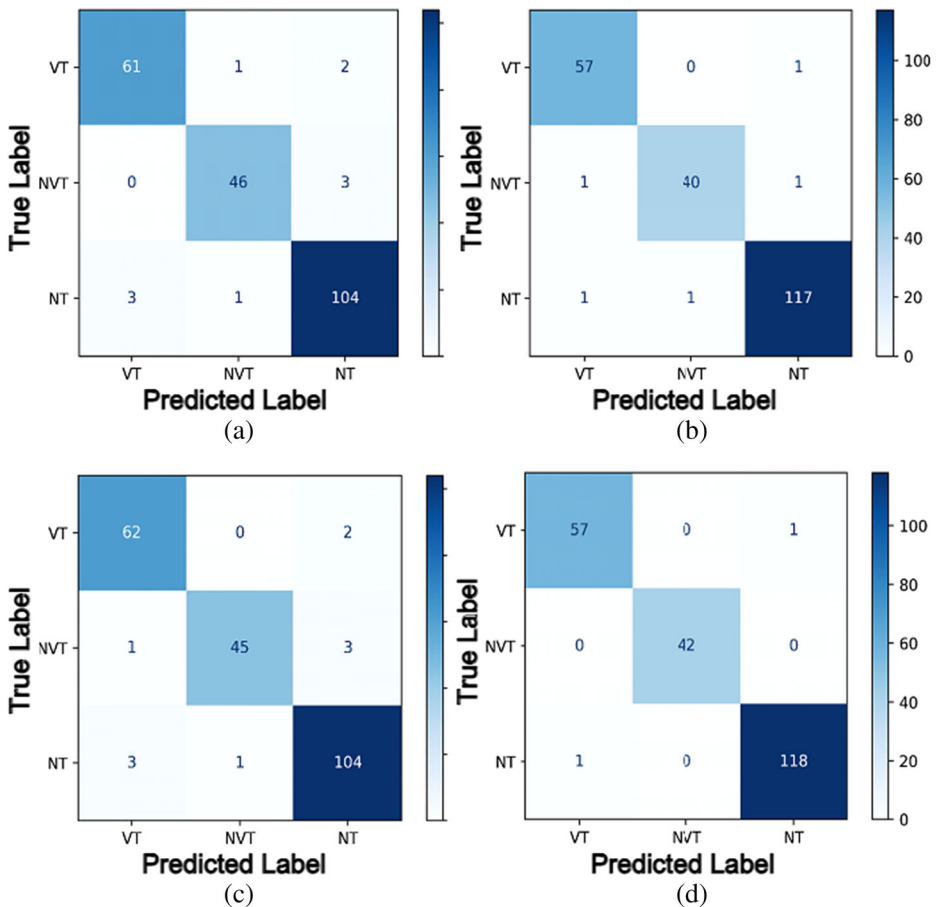 VT 61 1 2
NVT 0 46 3
NT 3 1 104
VT NVT NT
True Label
Predicted Label
(a)
VT 57 0 1
NVT 1 40 1
NT 1 1 117
VT NVT NT
True Label
Predicted Label
100
80
60
40
20
0
(b)
VT 62 0 2
NVT 1 45 3
NT 3 1 104
VT NVT NT
True Label
Predicted Label
(c)
VT 57 0 1
NVT 0 42 0
NT 1 0 118
VT NVT NT
True Label
Predicted Label
100
80
60
40
20
0
(d)